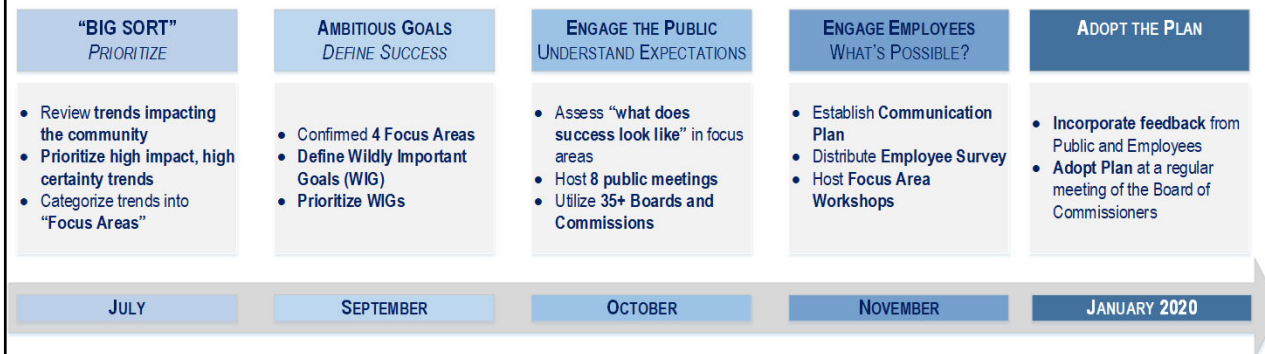 “BIG SORT”
PRIORITIZE
• Review trends impacting
the community
• Prioritize high impact, high
certainty trends
• Categorize trends into
“Focus Areas”
JULY
AMBITIOUS GOALS
DEFINE SUCCESS
• Confirmed 4 Focus Areas
• Define Wildly Important
Goals (WIG)
• Prioritize WIGs
SEPTEMBER
ENGAGE THE PUBLIC
UNDERSTAND EXPECTATIONS
• Assess “what does
success look like” in focus
areas
• Host 8 public meetings
• Utilize 35+ Boards and
Commissions
OCTOBER
ENGAGE EMPLOYEES
WHAT’S POSSIBLE?
• Establish Communication
Plan
• Distribute Employee Survey
• Host Focus Area
Workshops
NOVEMBER
ADOPT THE PLAN
• Incorporate feedback from
Public and Employees
• Adopt Plan at a regular
meeting of the Board of
Commissioners
JANUARY 2020